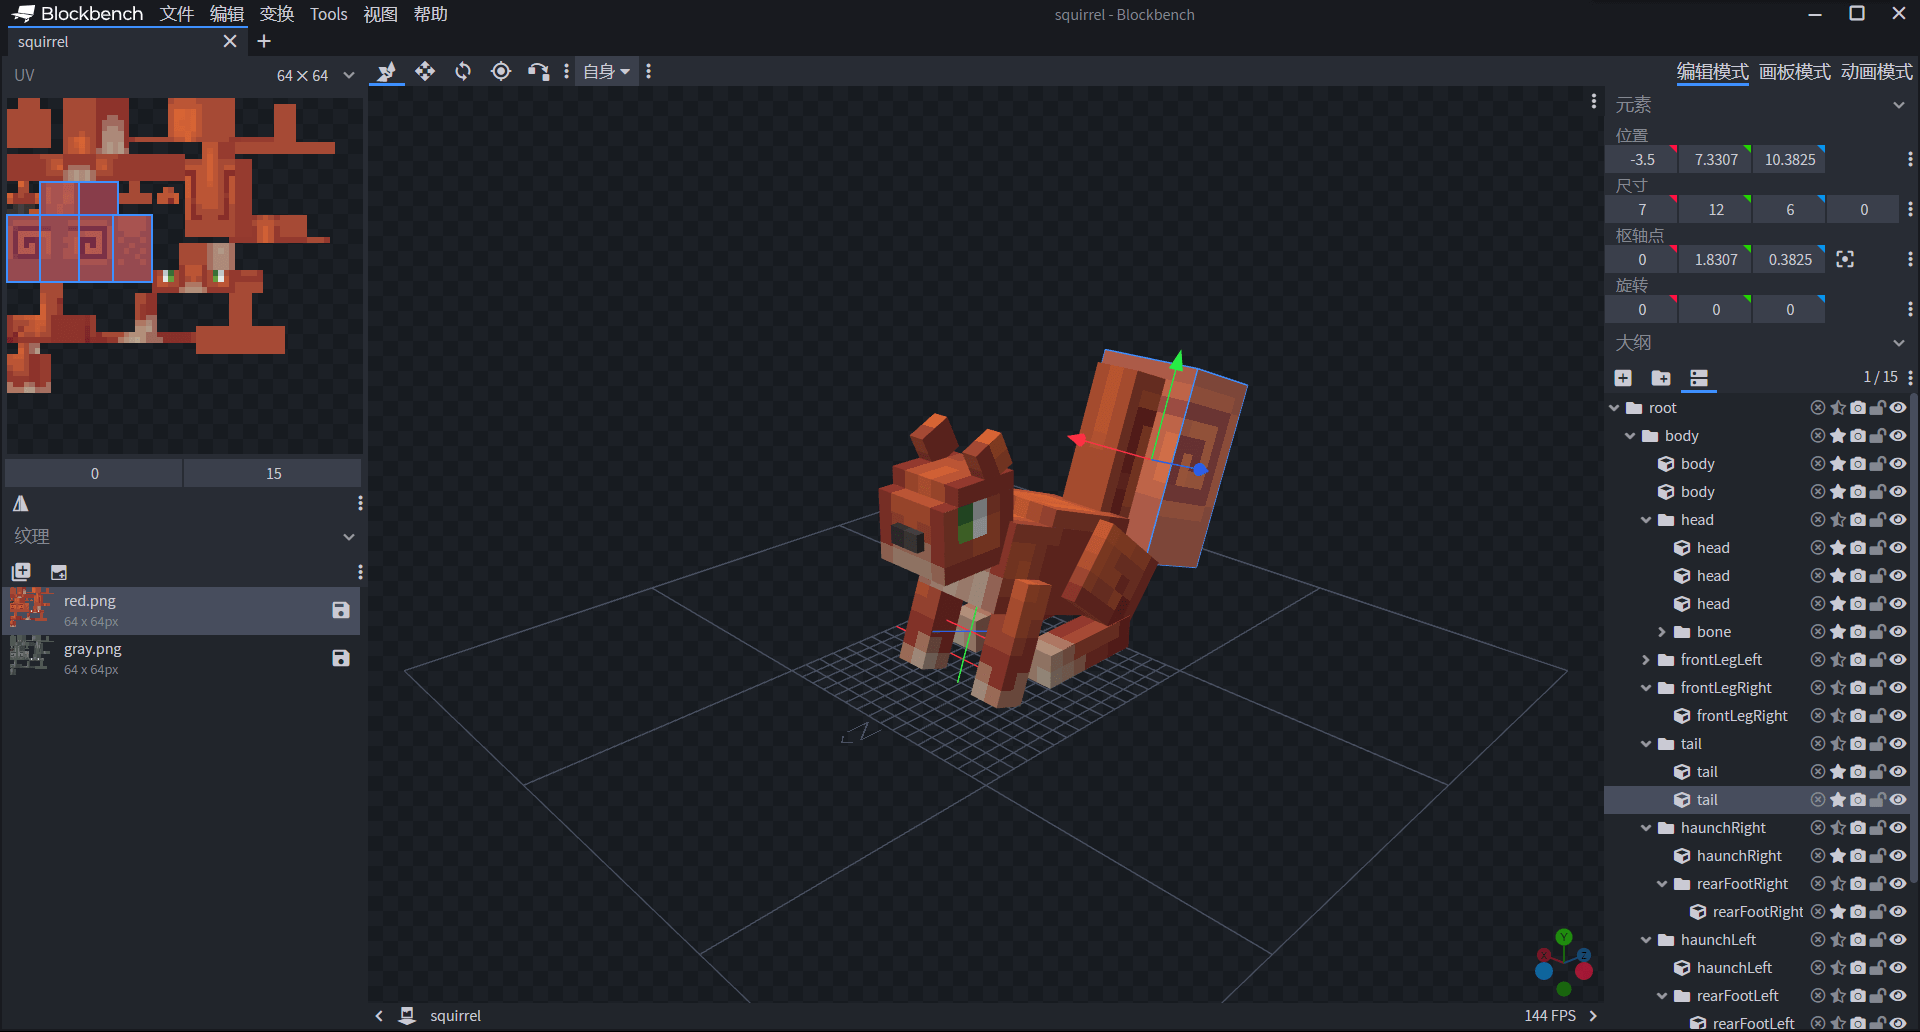 Blockbench 文件 编辑 变换 Tools 视图 帮助
squirrel - Blockbench
squirrel
UV
64 × 64
0 15
纹理
red.png
64 x 64px
gray.png
64 x 64px
自身
squirrel
144 FPS
编辑模式 画板模式 动画模式
元素
位置
-3.5 7.3307 10.3825
尺寸
7 12 6 0
枢轴点
0 1.8307 0.3825
旋转
0 0 0
大纲
1 / 15
root
body
body
body
head
head
head
head
bone
frontLegLeft
frontLegRight
frontLegRight
tail
tail
tail
haunchRight
haunchRight
rearFootRight
rearFootRight
haunchLeft
haunchLeft
rearFootLeft
rearFootLeft
Y